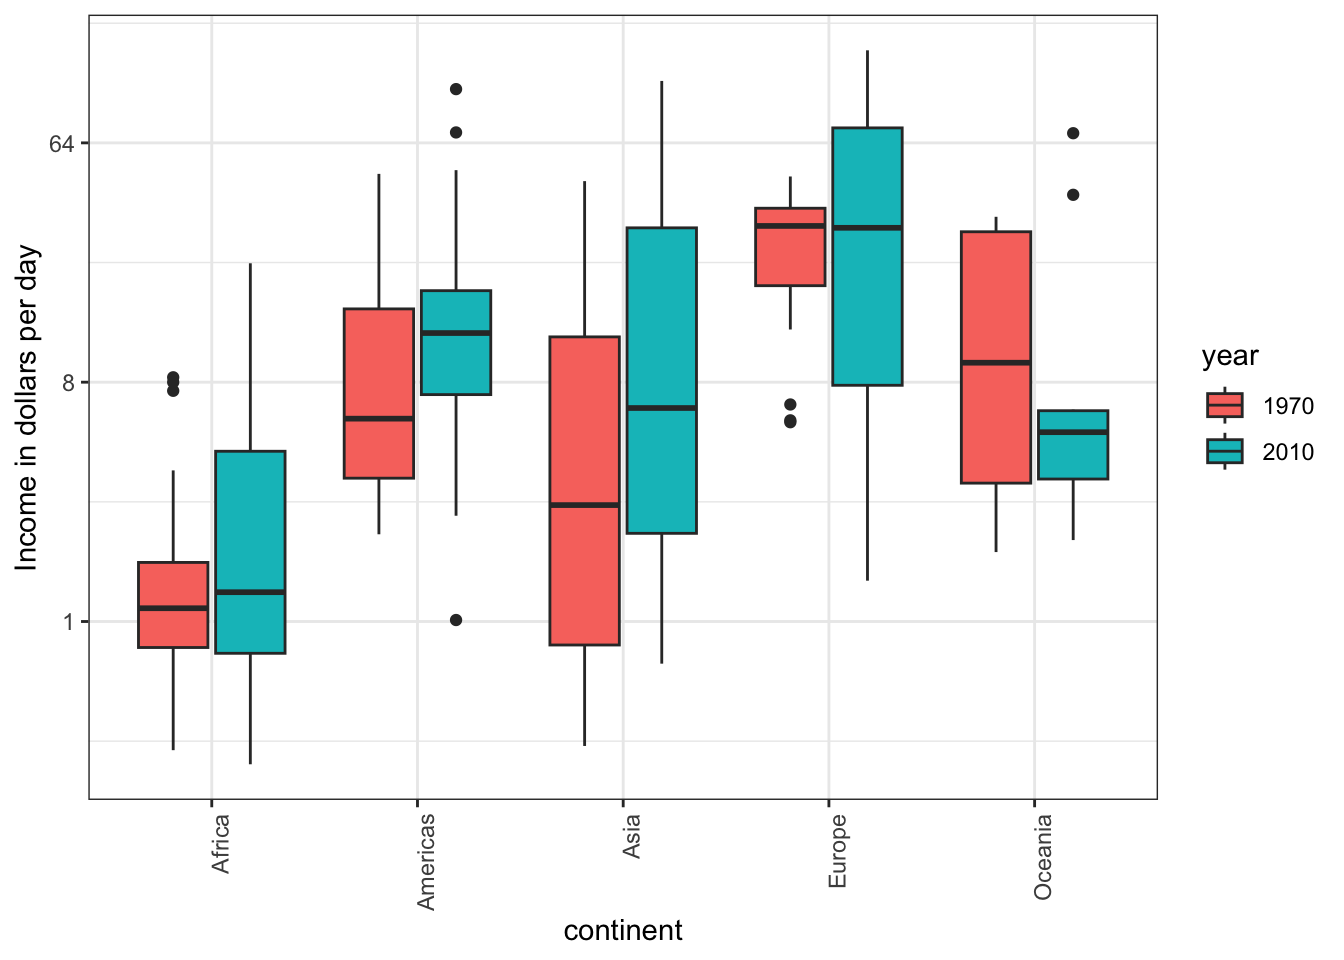 Income in dollars per day
64
8
1
Africa
Americas
Asia
Europe
Oceania
continent
year
1970
2010